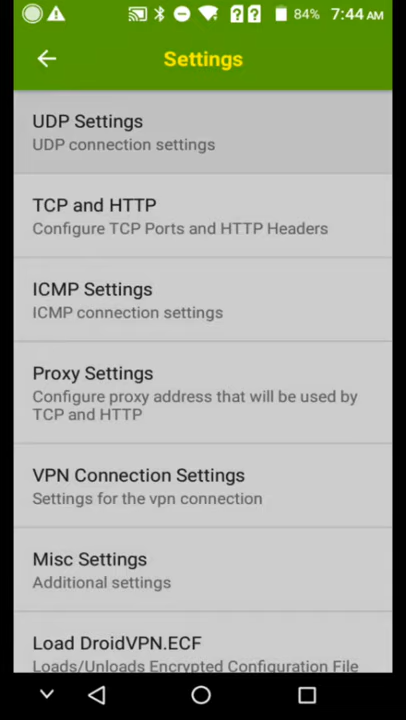 84% 7:44 AM
Settings
UDP Settings
UDP connection settings
TCP and HTTP
Configure TCP Ports and HTTP Headers
ICMP Settings
ICMP connection settings
Proxy Settings
Configure proxy address that will be used by
TCP and HTTP
VPN Connection Settings
Settings for the vpn connection
Misc Settings
Additional settings
Load DroidVPN.ECF
Loads/Unloads Encrypted Configuration File